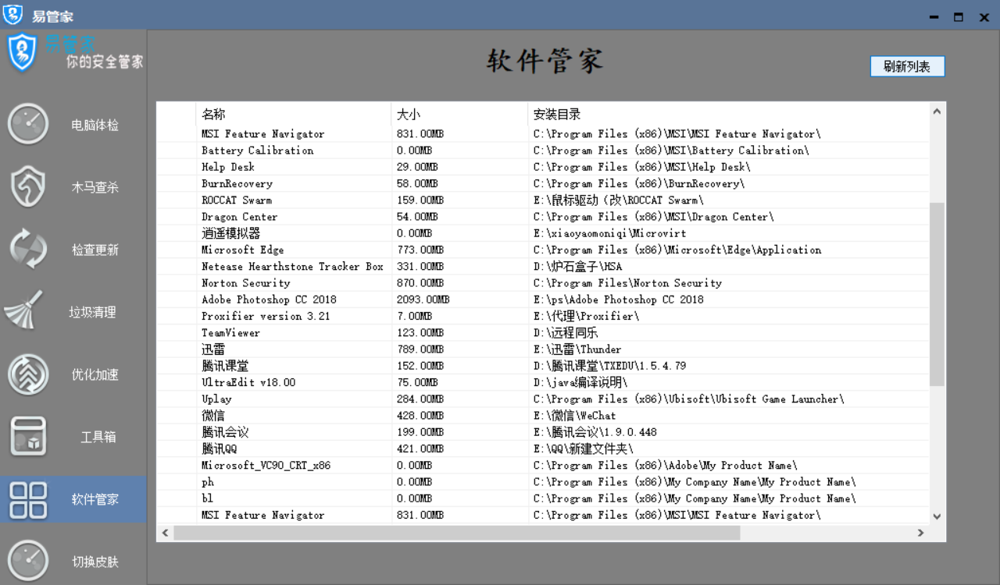 易管家
易管家
你的安全管家
软件管家
刷新列表
电脑体检
木马查杀
检查更新
垃圾清理
优化加速
工具箱
软件管家
切换皮肤
名称 大小 安装目录
MSI Feature Navigator 831.00MB C:\Program Files (x86)\MSI\MSI Feature Navigator\
Battery Calibration 0.00MB C:\Program Files (x86)\MSI\Battery Calibration\
Help Desk 29.00MB C:\Program Files (x86)\MSI\Help Desk\
BurnRecovery 58.00MB C:\Program Files (x86)\BurnRecovery\
ROCCAT Swarm 159.00MB E:\鼠标驱动（改\ROCCAT Swarm\
Dragon Center 54.00MB C:\Program Files (x86)\MSI\Dragon Center\
逍遥模拟器 0.00MB E:\xiaoyaomoniqi\Microvirt
Microsoft Edge 773.00MB C:\Program Files (x86)\Microsoft\Edge\Application
Netease Hearthstone Tracker Box 331.00MB D:\炉石盒子\HSA
Norton Security 870.00MB C:\Program Files\Norton Security
Adobe Photoshop CC 2018 2093.00MB E:\ps\Adobe Photoshop CC 2018
Proxifier version 3.21 7.00MB E:\代理\Proxifier\
TeamViewer 123.00MB D:\远程同乐
迅雷 789.00MB E:\迅雷\Thunder
腾讯课堂 152.00MB D:\腾讯课堂\TXEDU\1.5.4.79
UltraEdit v18.00 75.00MB D:\java编译说明\
Uplay 284.00MB C:\Program Files (x86)\Ubisoft\Ubisoft Game Launcher\
微信 428.00MB E:\微信\WeChat
腾讯会议 199.00MB E:\腾讯会议\1.9.0.448
腾讯QQ 421.00MB E:\QQ\新建文件夹\
Microsoft_VC90_CRT_x86 0.00MB C:\Program Files (x86)\Adobe\My Product Name\
ph 0.00MB C:\Program Files (x86)\My Company Name\My Product Name\
bl 0.00MB C:\Program Files (x86)\My Company Name\My Product Name\
MSI Feature Navigator 831.00MB C:\Program Files (x86)\MSI\MSI Feature Navigator\